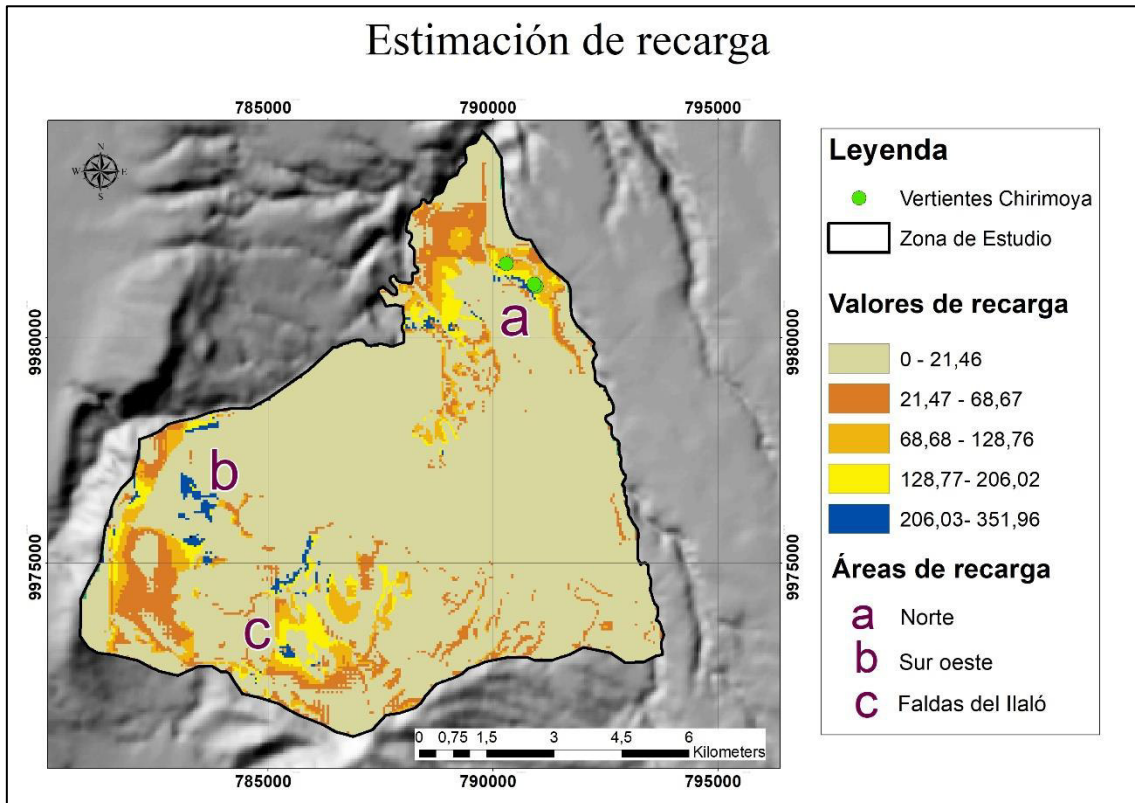 Estimación de recarga
785000 790000 795000
N
W E
S
9980000 9980000
9975000 9975000
a
b
c
0 0,75 1,5 3 4,5 6
Kilometers
785000 790000 795000
Leyenda
Vertientes Chirimoya
Zona de Estudio
Valores de recarga
0 - 21,46
21,47 - 68,67
68,68 - 128,76
128,77- 206,02
206,03- 351,96
Áreas de recarga
a Norte
b Sur oeste
c Faldas del Ilaló